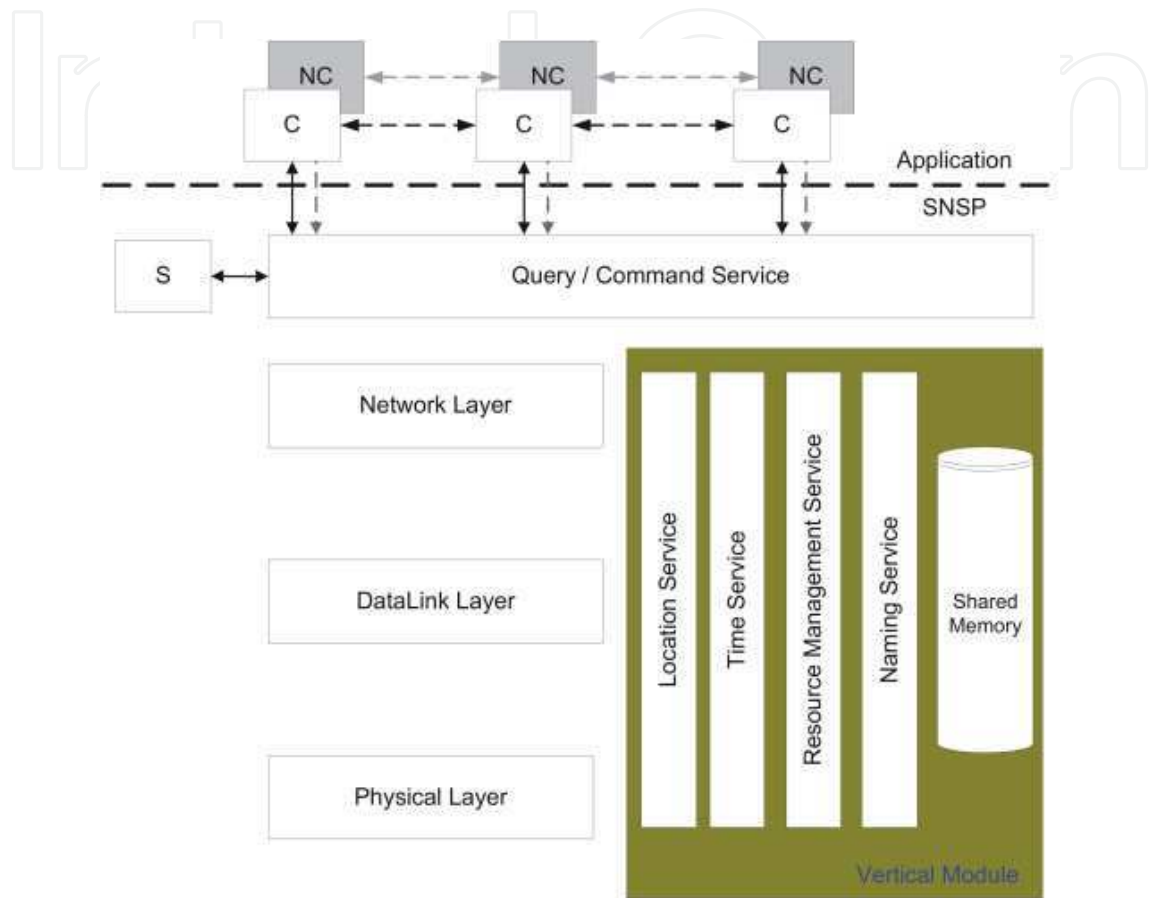 NC NC NC
C C C
Application
SNSP
S
Query / Command Service
Network Layer
DataLink Layer
Physical Layer
Location Service
Time Service
Resource Management Service
Naming Service
Shared
Memory
Vertical Module